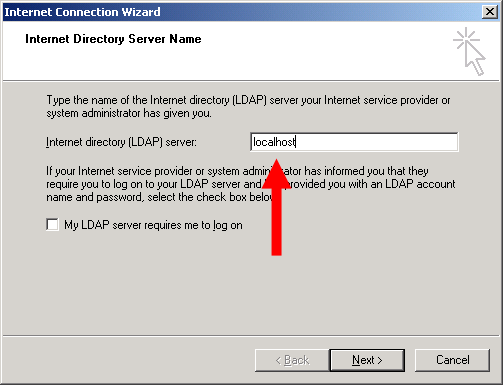 Internet Connection Wizard
Internet Directory Server Name
Type the name of the Internet directory (LDAP) server your Internet service provider or
system administrator has given you.
Internet directory (LDAP) server: localhost
If your Internet service provider or system administrator has informed you that they
require you to log on to your LDAP server and provided you with an LDAP account
name and password, select the check box below
My LDAP server requires me to log on
< Back Next > Cancel